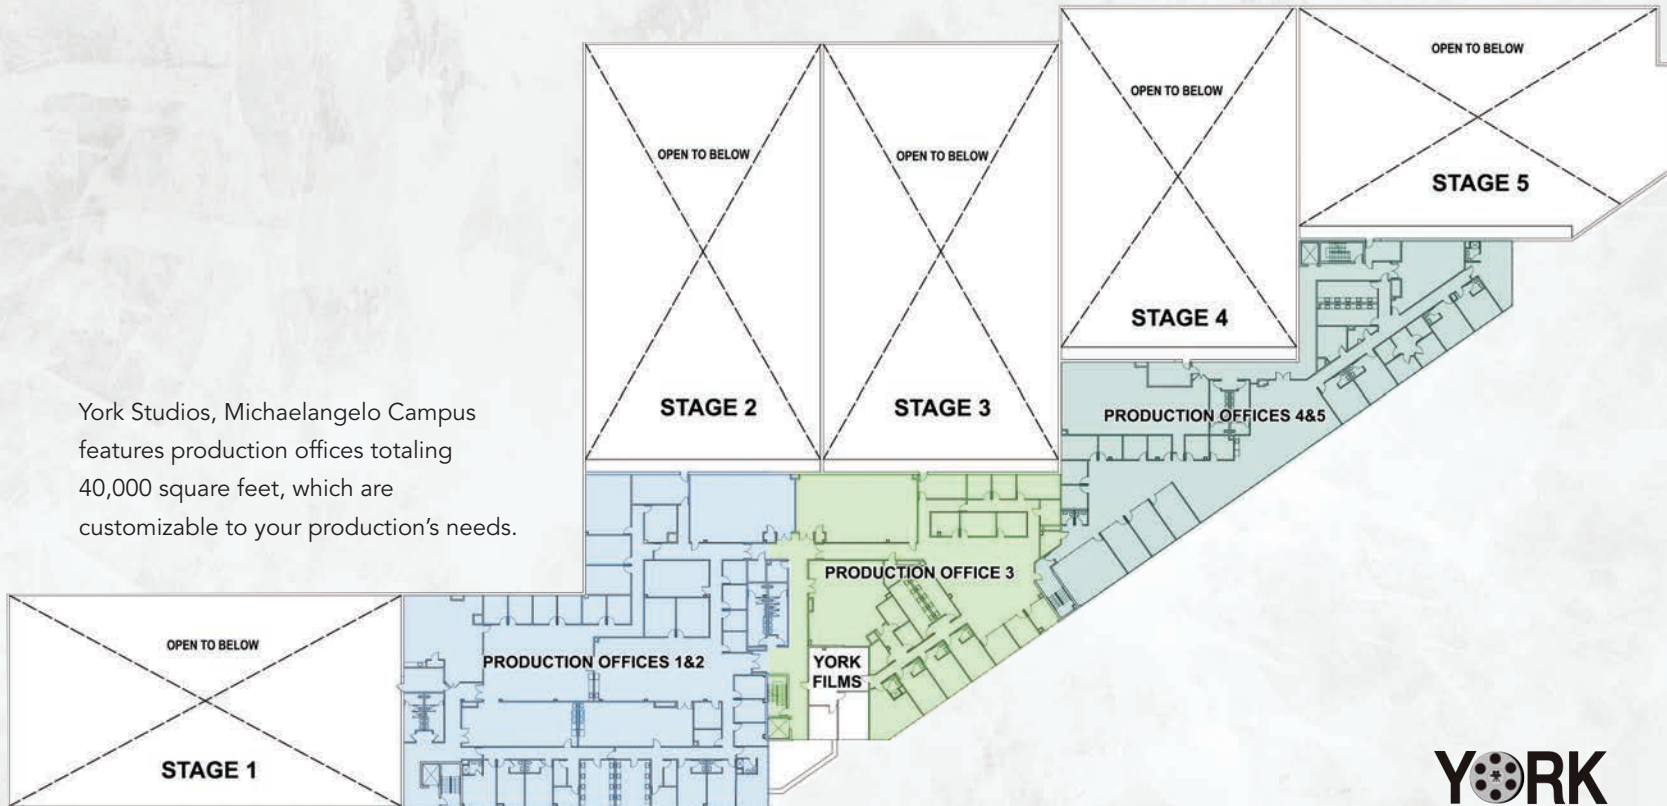 OPEN TO BELOW
STAGE 5
OPEN TO BELOW
STAGE 4
OPEN TO BELOW
STAGE 2
OPEN TO BELOW
STAGE 3
York Studios, Michaelangelo Campus
features production offices totaling
40,000 square feet, which are
customizable to your production’s needs.
PRODUCTION OFFICES 4&5
PRODUCTION OFFICE 3
OPEN TO BELOW
STAGE 1
PRODUCTION OFFICES 1&2
YORK
FILMS
YORK